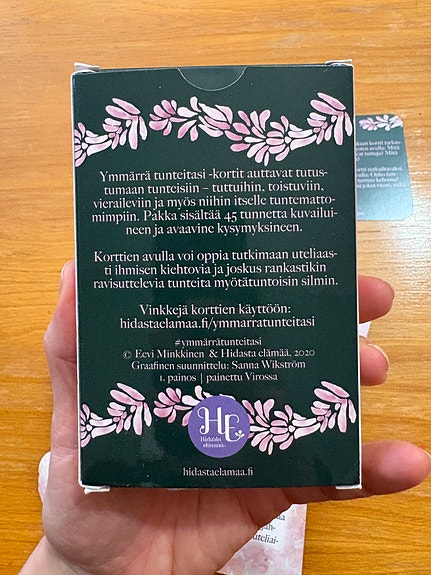 Ymmärrä tunteitasi -kortit auttavat tutus-
tumaan tunteisiin – tuttuihin, toistuviin,
vieraileviin ja myös niihin itselle tuntematto-
mimpiin. Pakka sisältää 45 tunnetta kuvailui-
neen ja avaavine kysymyksineen.
Korttien avulla voi oppia tutkimaan uteliaas-
ti ihmisen kiehtovia ja joskus rankastikin
ravisuttelevia tunteita myötätuntoisin silmin.
Vinkkejä korttien käyttöön:
hidastaelamaa.fi/ymmarratunteitasi
#ymmärrätunteitasi
© Eevi Minkkinen & Hidasta elämää, 2020
Graafinen suunnittelu: Sanna Wikström
1. painos | painettu Virossa
HE
Hidasta
elämää
hidastaelamaa.fi